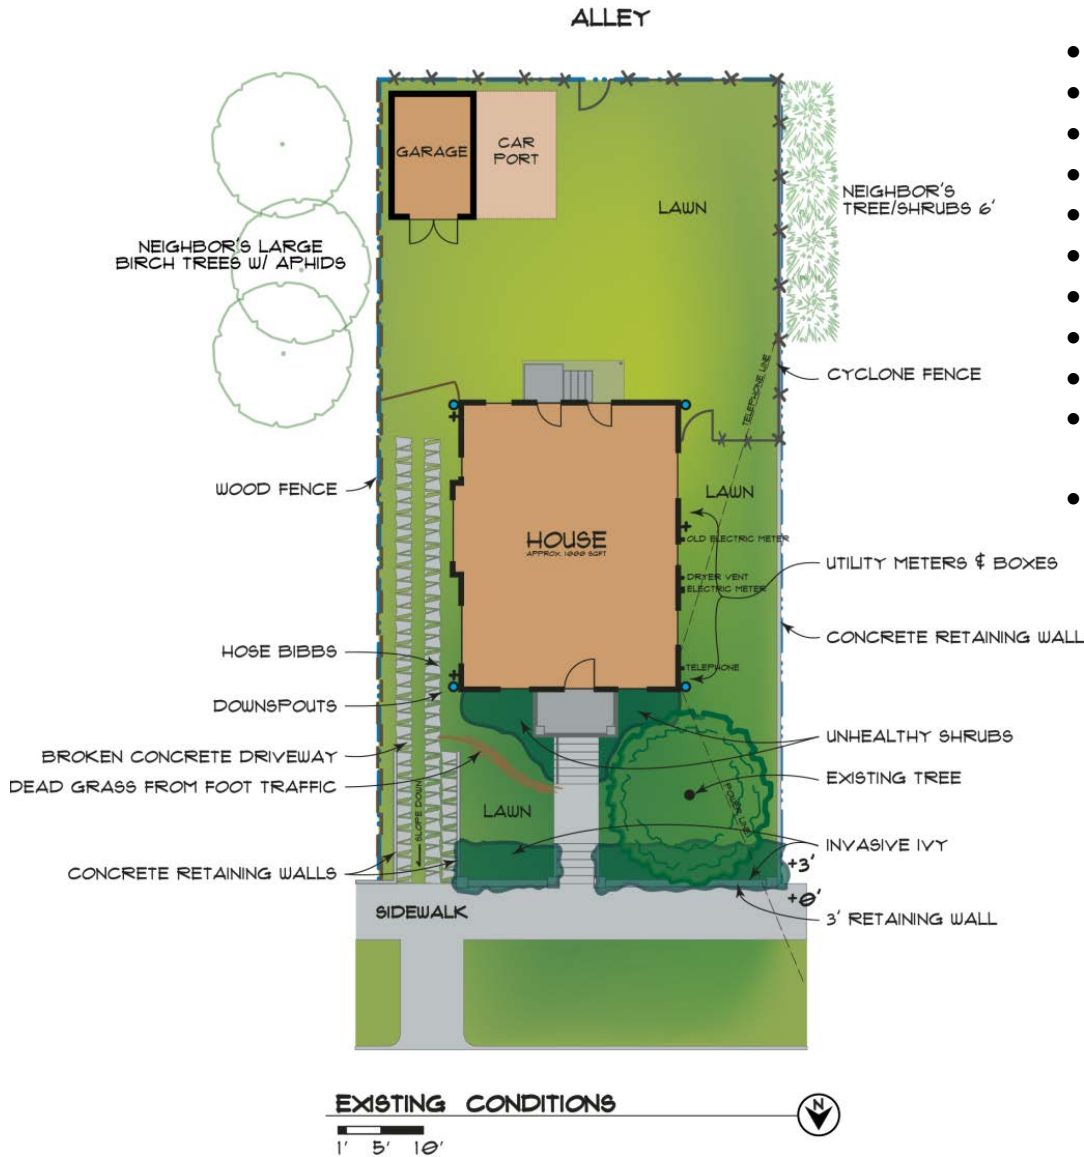 ALLEY
GARAGE
CAR
PORT
LAWN
NEIGHBOR'S
TREE/SHRUBS 6'
NEIGHBOR'S LARGE
BIRCH TREES W/ APHIDS
TELEPHONE LINE
CYCLONE FENCE
WOOD FENCE
LAWN
HOUSE
APPROX. 1000 SQFT
OLD ELECTRIC METER
UTILITY METERS & BOXES
DRYER VENT
ELECTRIC METER
CONCRETE RETAINING WALL
HOSE BIBBS
TELEPHONE
DOWNSPOUTS
UNHEALTHY SHRUBS
BROKEN CONCRETE DRIVEWAY
EXISTING TREE
DEAD GRASS FROM FOOT TRAFFIC
SLOPE DOWN
LAWN
POWER LINE
INVASIVE IVY
+3'
CONCRETE RETAINING WALLS
+0'
SIDEWALK
3' RETAINING WALL
EXISTING CONDITIONS
N
1' 5' 10'